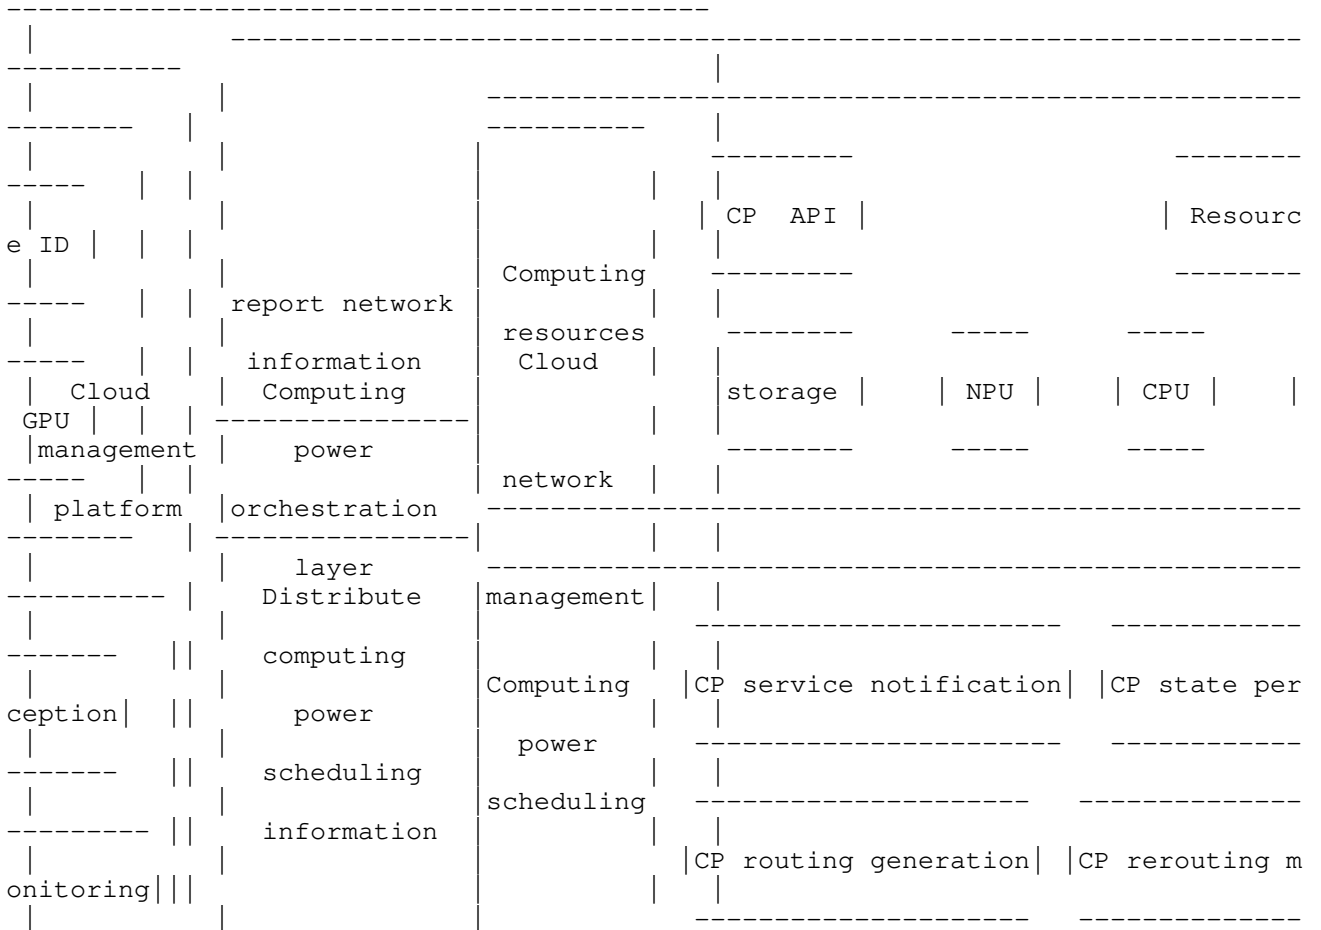 --------------------------------------------
| -------------------------------------------------------------------
----------- |
| | ---------------------------------------------------
-------- | ---------- |
| | | --------- --------
----- | | | | |
| | | | CP API | | Resourc
e ID | | | | |
| | | Computing --------- --------
----- | | report network | | |
| | | resources -------- ----- -----
----- | | information | Cloud | |
| Cloud | Computing | |storage | | NPU | | CPU | |
GPU | | | ---------------- | |
|management | power | -------- ----- -----
----- | | | network | |
| platform |orchestration ---------------------------------------------------
-------- | ----------------| | |
| | layer ---------------------------------------------------
---------- | Distribute |management| |
| | | ----------------------- ------------
------- || computing | | |
| | |Computing |CP service notification| |CP state per
ception| || power | | |
| | | power ----------------------- ------------
------- || scheduling | | |
| | |scheduling --------------------- --------------
--------- || information | | |
| | | |CP routing generation| |CP rerouting m
onitoring||| | | |
| | | --------------------- --------------